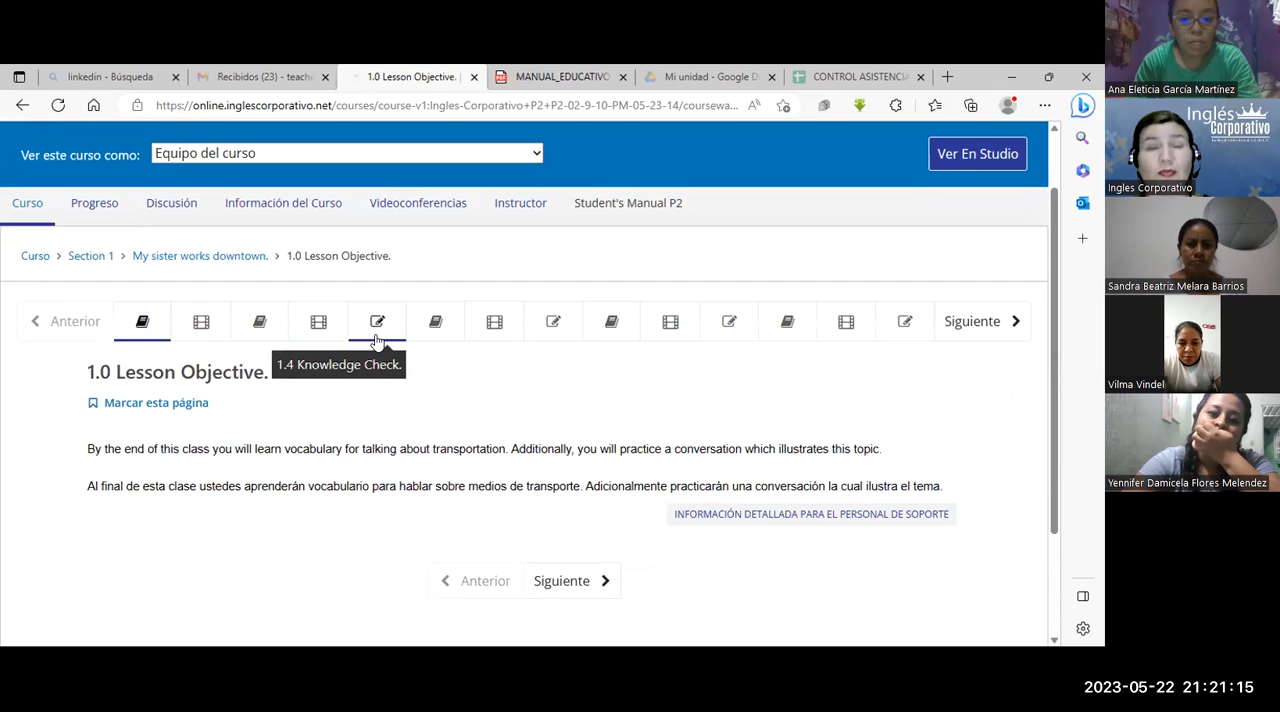 linkedin - Búsqueda
Recibidos (23) - teache
1.0 Lesson Objective. |
MANUAL_EDUCATIVO
Mi unidad - Google D
CONTROL ASISTENCIA
https://online.inglescorporativo.net/courses/course-v1:Ingles-Corporativo+P2+P2-02-9-10-PM-05-23-14/coursewa...
Ver este curso como:
Equipo del curso
Ver En Studio
Curso
Progreso
Discusión
Información del Curso
Videoconferencias
Instructor
Student's Manual P2
Curso > Section 1 > My sister works downtown. > 1.0 Lesson Objective.
Anterior
Siguiente
1.4 Knowledge Check.
1.0 Lesson Objective.
Marcar esta página
By the end of this class you will learn vocabulary for talking about transportation. Additionally, you will practice a conversation which illustrates this topic.
Al final de esta clase ustedes aprenderán vocabulario para hablar sobre medios de transporte. Adicionalmente practicarán una conversación la cual ilustra el tema.
INFORMACIÓN DETALLADA PARA EL PERSONAL DE SOPORTE
Anterior
Siguiente
Ana Eleticia García Martínez
Inglés
Corporativo
Ingles Corporativo
Sandra Beatriz Melara Barrios
Vilma Vindel
Yennifer Damicela Flores Melendez
2023-05-22 21:21:15